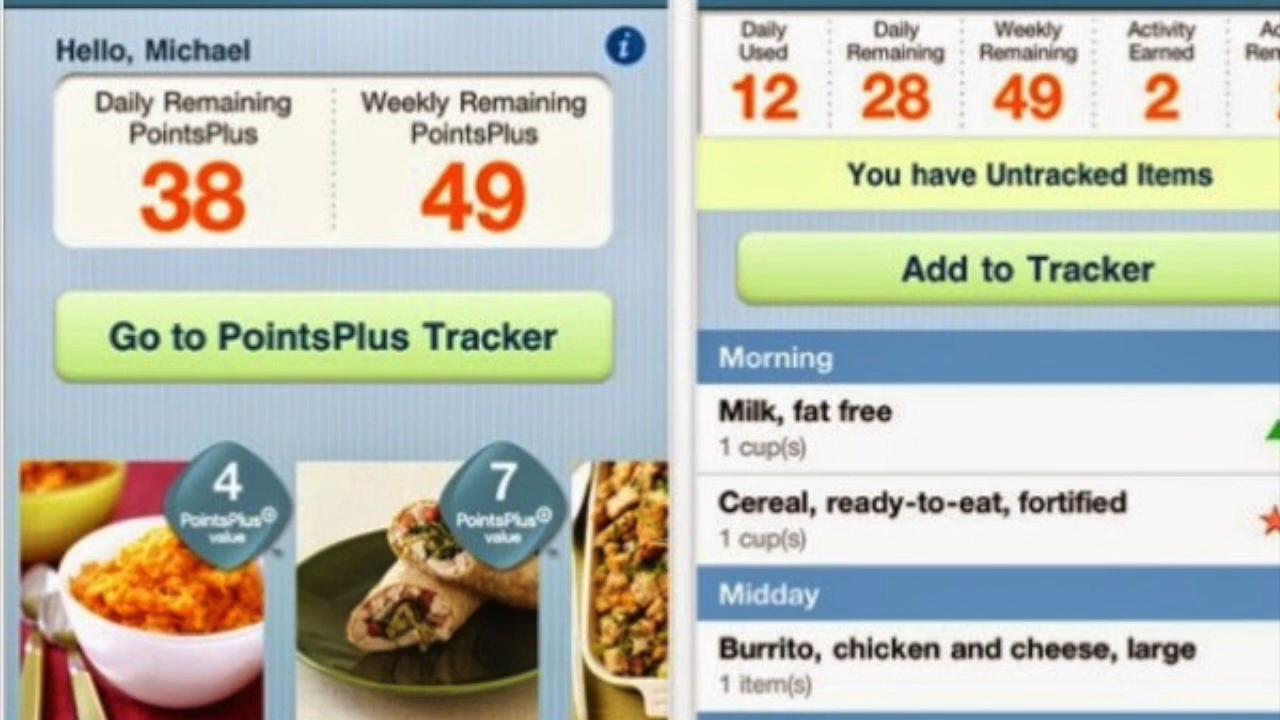 Hello, Michael
i
Daily Remaining
PointsPlus
38
Weekly Remaining
PointsPlus
49
Go to PointsPlus Tracker
4
PointsPlus
value
7
PointsPlus
value
Daily
Used
12
Daily
Remaining
28
Weekly
Remaining
49
Activity
Earned
2
You have Untracked Items
Add to Tracker
Morning
Milk, fat free
1 cup(s)
Cereal, ready-to-eat, fortified
1 cup(s)
Midday
Burrito, chicken and cheese, large
1 item(s)